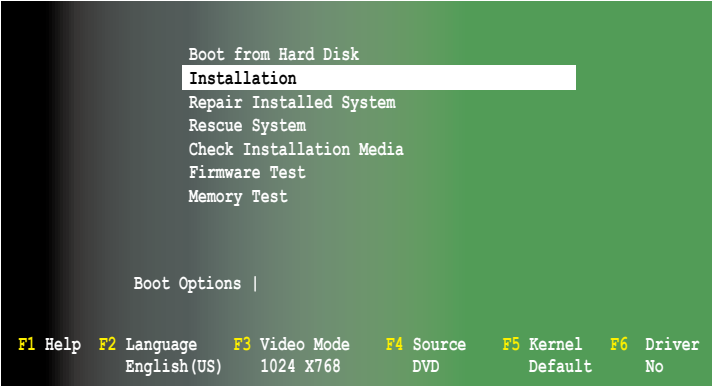 Boot from Hard Disk
Installation
Repair Installed System
Rescue System
Check Installation Media
Firmware Test
Memory Test
Boot Options |
F1 Help F2 Language F3 Video Mode F4 Source F5 Kernel F6 Driver
English(US) 1024 X768 DVD Default No